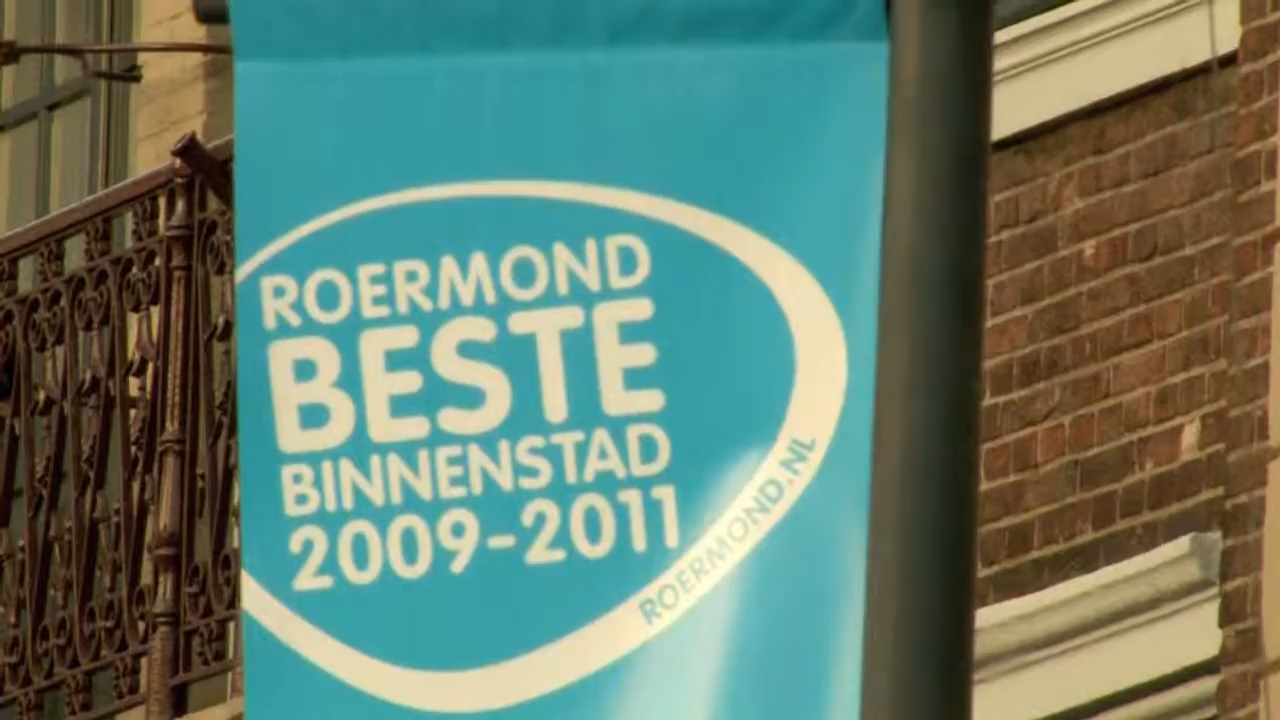 ROERMOND
BESTE
BINNENSTAD
2009-2011
ROERMOND.NL